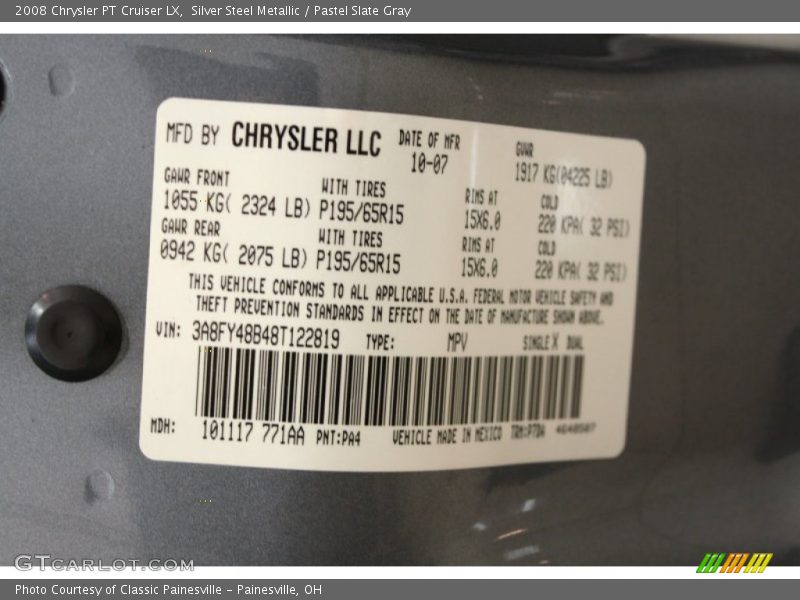 2008 Chrysler PT Cruiser LX, Silver Steel Metallic / Pastel Slate Gray
MFD BY CHRYSLER LLC DATE OF MFR GVWR
10-07 1917 KG(04225 LB)
GAWR FRONT WITH TIRES RIMS AT COLD
1055 KG( 2324 LB) P195/65R15 15X6.0 220 KPA( 32 PSI)
GAWR REAR WITH TIRES RIMS AT COLD
0942 KG( 2075 LB) P195/65R15 15X6.0 220 KPA( 32 PSI)
THIS VEHICLE CONFORMS TO ALL APPLICABLE U.S.A. FEDERAL MOTOR VEHICLE SAFETY AND
THEFT PREVENTION STANDARDS IN EFFECT ON THE DATE OF MANUFACTURE SHOWN ABOVE.
VIN: 3A8FY48B48T122819 TYPE: MPV SINGLE X DUAL
MDH: 101117 771AA PNT:PA4 VEHICLE MADE IN MEXICO
GTCARLOT.COM
Photo Courtesy of Classic Painesville – Painesville, OH